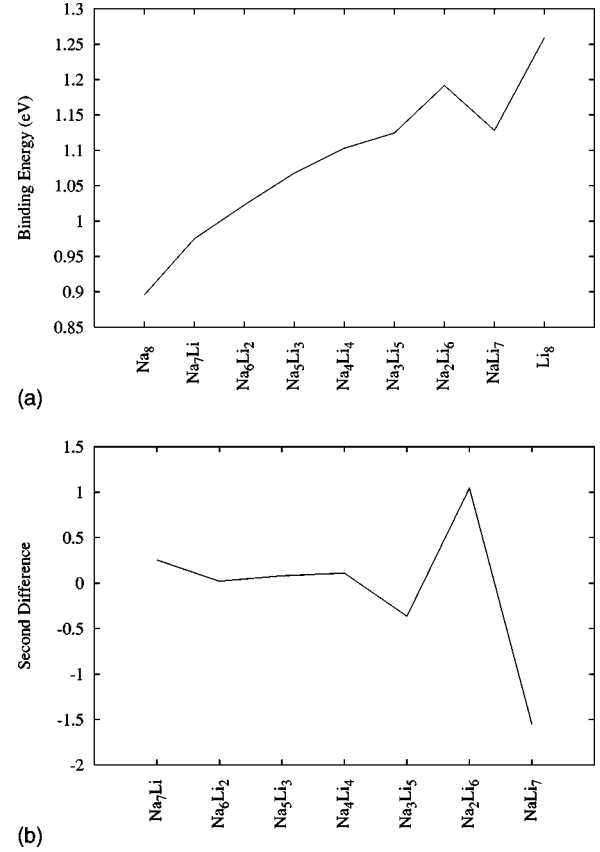 1.3
1.25
1.2
1.15
1.1
1.05
1
0.95
0.9
0.85
Binding Energy (eV)
Na₈
Na₇Li
Na₆Li₂
Na₅Li₃
Na₄Li₄
Na₃Li₅
Na₂Li₆
NaLi₇
Li₈
(a)
1.5
1
0.5
0
-0.5
-1
-1.5
-2
Second Difference
Na₇Li
Na₆Li₂
Na₅Li₃
Na₄Li₄
Na₃Li₅
Na₂Li₆
NaLi₇
(b)